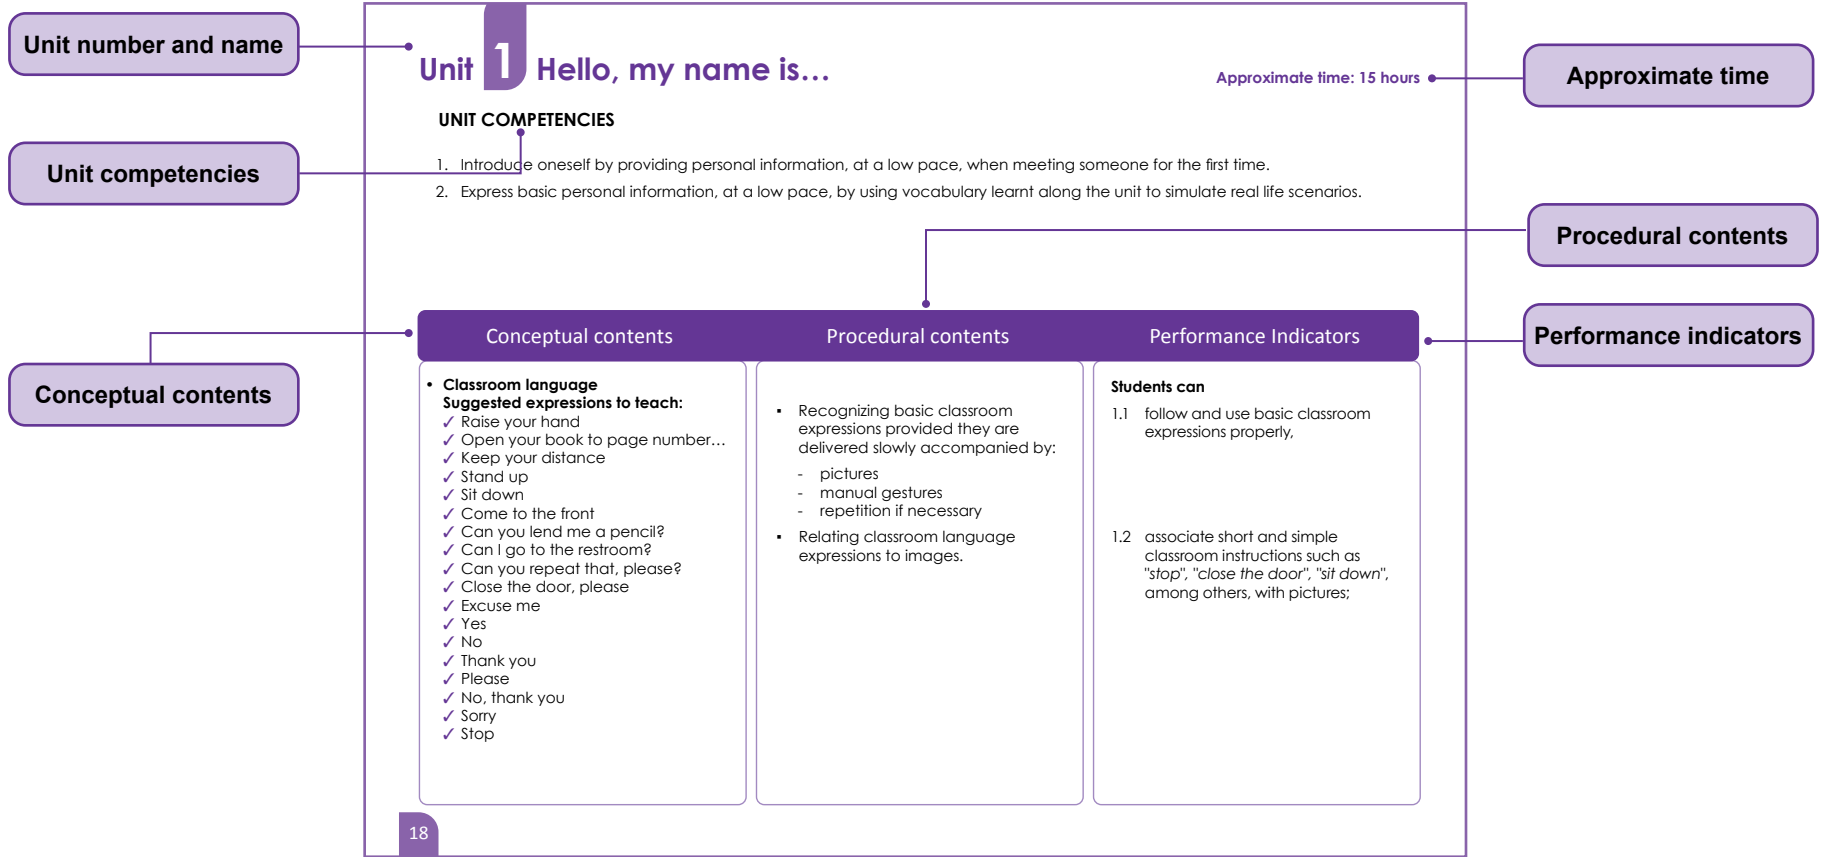 Unit number and name
Unit 1 Hello, my name is...
Approximate time: 15 hours
Approximate time
UNIT COMPETENCIES
Unit competencies
1. Introduce oneself by providing personal information, at a low pace, when meeting someone for the first time.
2. Express basic personal information, at a low pace, by using vocabulary learnt along the unit to simulate real life scenarios.
Procedural contents
Performance indicators
Conceptual contents
Conceptual contents
Procedural contents
Performance Indicators
• Classroom language
Suggested expressions to teach:
✓ Raise your hand
✓ Open your book to page number...
✓ Keep your distance
✓ Stand up
✓ Sit down
✓ Come to the front
✓ Can you lend me a pencil?
✓ Can I go to the restroom?
✓ Can you repeat that, please?
✓ Close the door, please
✓ Excuse me
✓ Yes
✓ No
✓ Thank you
✓ Please
✓ No, thank you
✓ Sorry
✓ Stop
▪ Recognizing basic classroom
expressions provided they are
delivered slowly accompanied by:
- pictures
- manual gestures
- repetition if necessary
▪ Relating classroom language
expressions to images.
Students can
1.1 follow and use basic classroom
expressions properly,
1.2 associate short and simple
classroom instructions such as
"stop", "close the door", "sit down",
among others, with pictures;
18